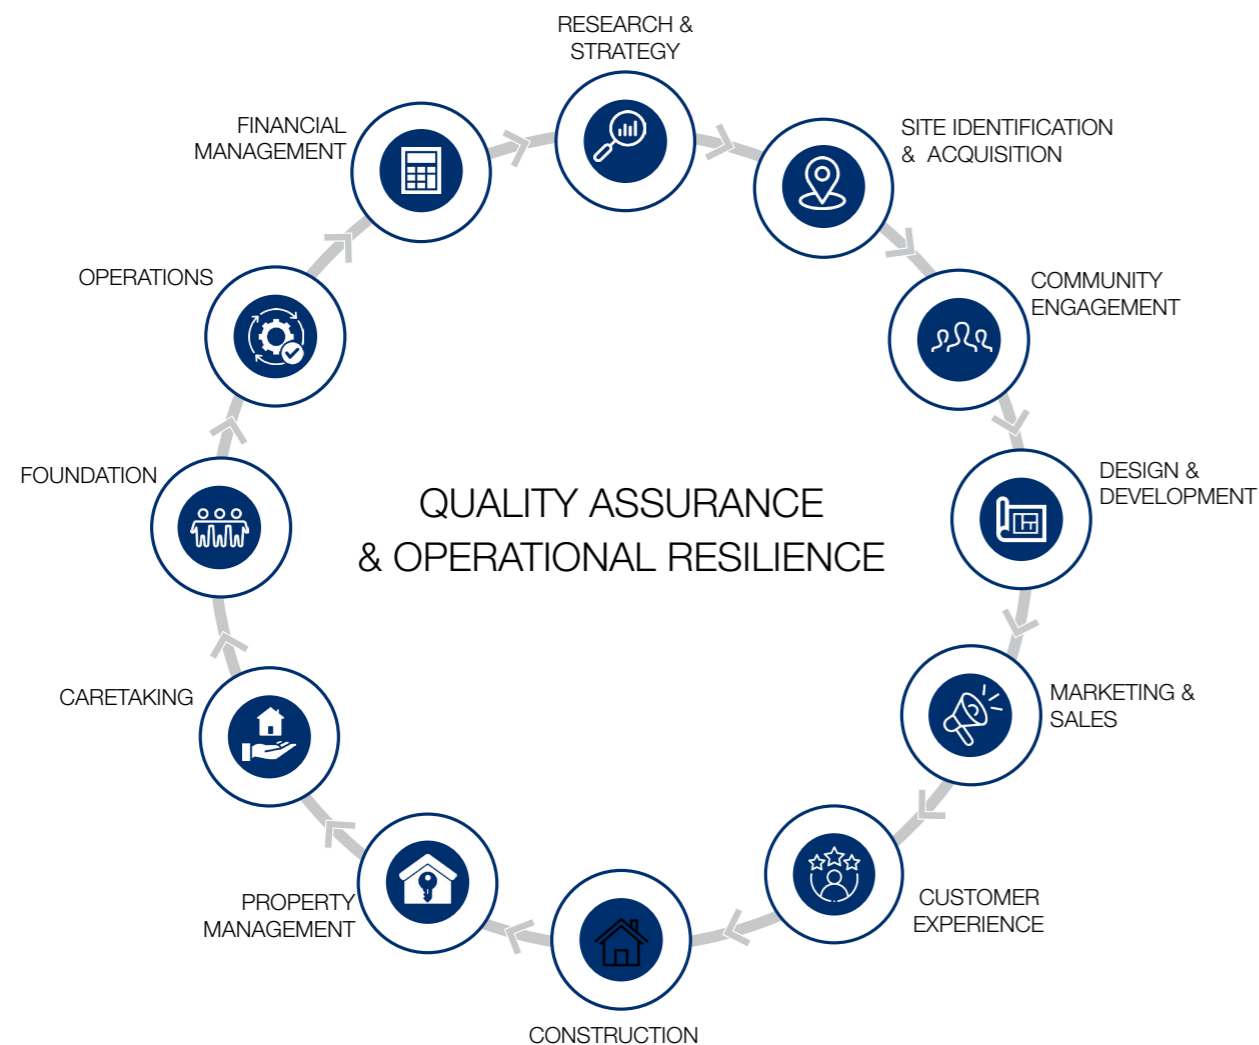 RESEARCH &
STRATEGY
SITE IDENTIFICATION
& ACQUISITION
COMMUNITY
ENGAGEMENT
DESIGN &
DEVELOPMENT
MARKETING &
SALES
CUSTOMER
EXPERIENCE
CONSTRUCTION
PROPERTY
MANAGEMENT
CARETAKING
FOUNDATION
OPERATIONS
FINANCIAL
MANAGEMENT
QUALITY ASSURANCE
& OPERATIONAL RESILIENCE